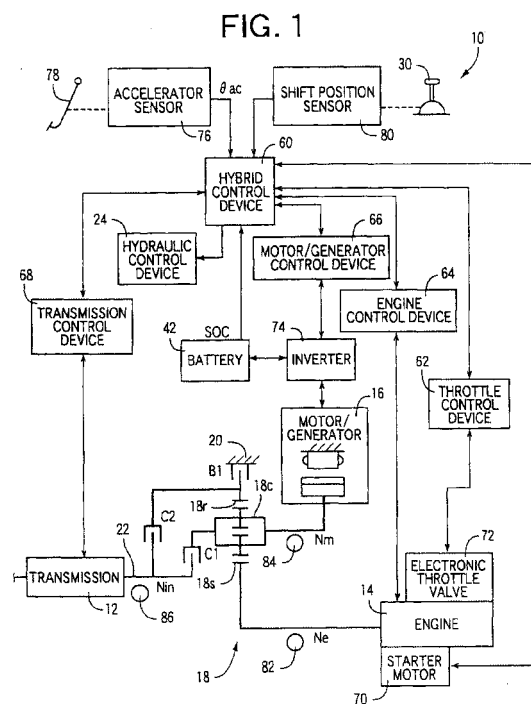 FIG. 1
10
78
ACCELERATOR
SENSOR
76
θac
SHIFT POSITION
SENSOR
80
30
60
HYBRID
CONTROL
DEVICE
24
HYDRAULIC
CONTROL
DEVICE
66
MOTOR/GENERATOR
CONTROL DEVICE
64
ENGINE
CONTROL DEVICE
68
TRANSMISSION
CONTROL
DEVICE
SOC
42
BATTERY
74
INVERTER
62
THROTTLE
CONTROL
DEVICE
16
MOTOR/
GENERATOR
20
B1
18r
18c
C2
C1
18s
84
Nm
22
TRANSMISSION
Nin
12
86
72
ELECTRONIC
THROTTLE
VALVE
14
ENGINE
Ne
82
18
STARTER
MOTOR
70